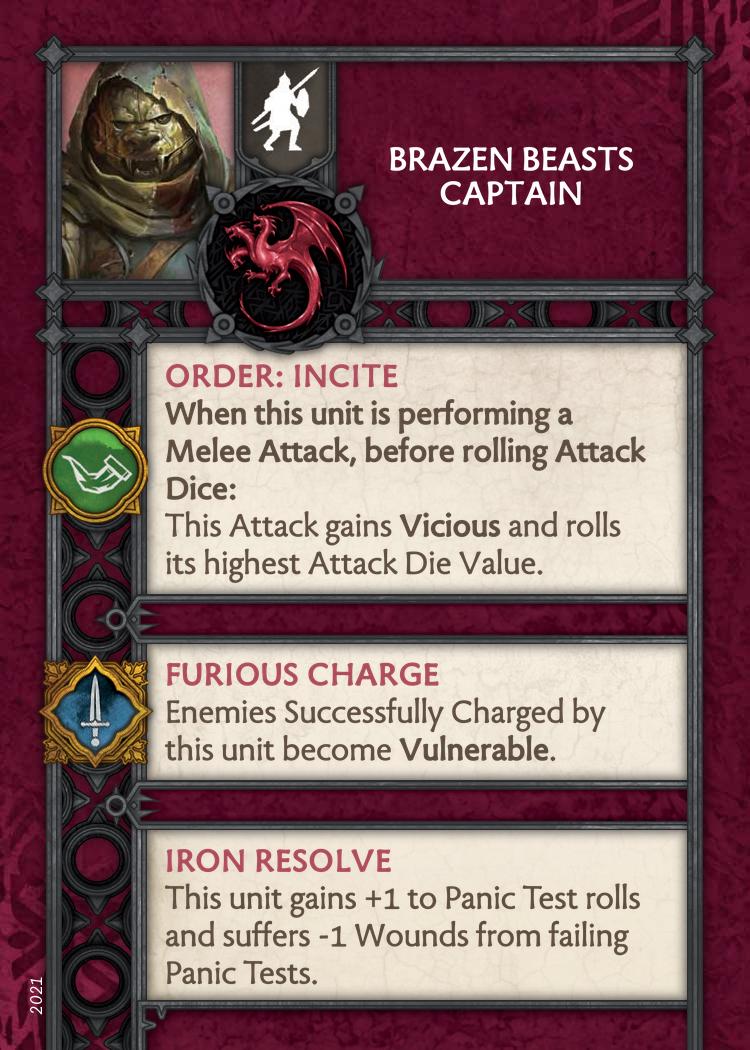 BRAZEN BEASTS
CAPTAIN
ORDER: INCITE
When this unit is performing a
Melee Attack, before rolling Attack
Dice:
This Attack gains Vicious and rolls
its highest Attack Die Value.
FURIOUS CHARGE
Enemies Successfully Charged by
this unit become Vulnerable.
IRON RESOLVE
This unit gains +1 to Panic Test rolls
and suffers -1 Wounds from failing
Panic Tests.
2021